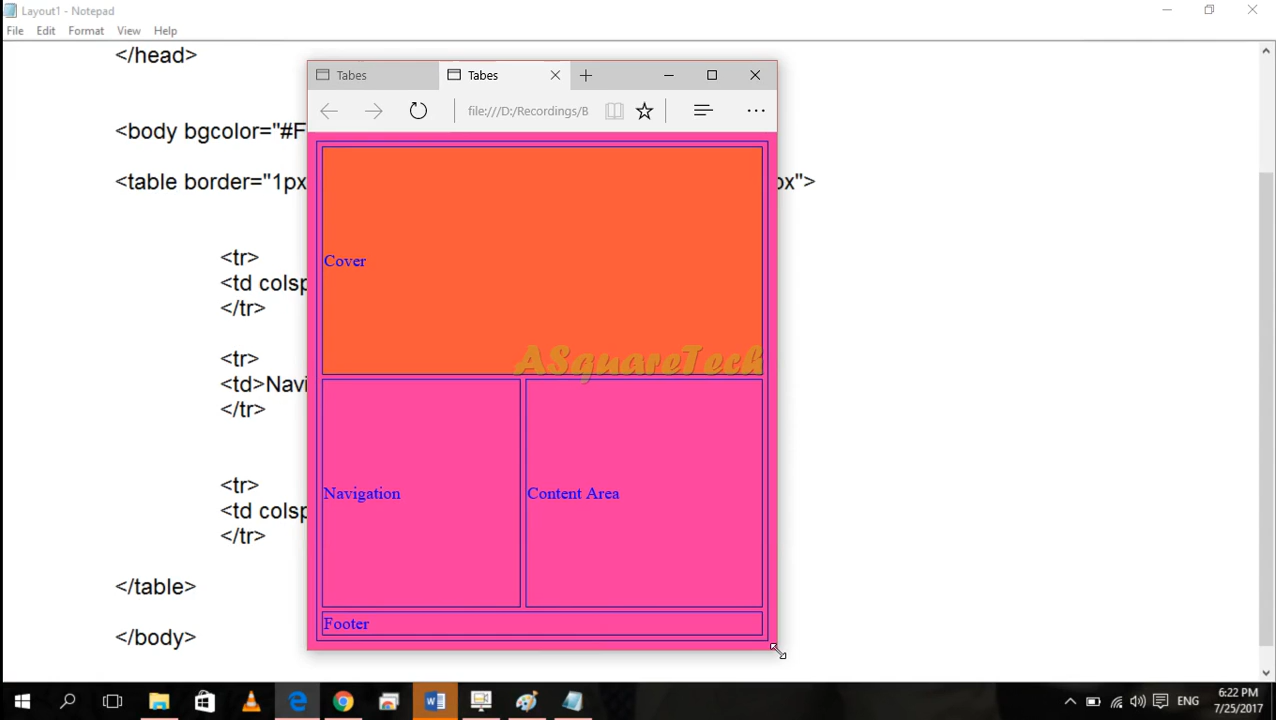 Layout1 - Notepad
File Edit Format View Help
</head>
Tabes Tabes
file:///D:/Recordings/B
<body bgcolor="#F
<table border="1px px">
<tr>
Cover
<td colsp
</tr>
ASquareTech
<tr>
<td>Navi
</tr>
<tr>
Navigation Content Area
<td colsp
</tr>
</table>
Footer
</body>
ENG
6:22 PM
7/25/2017